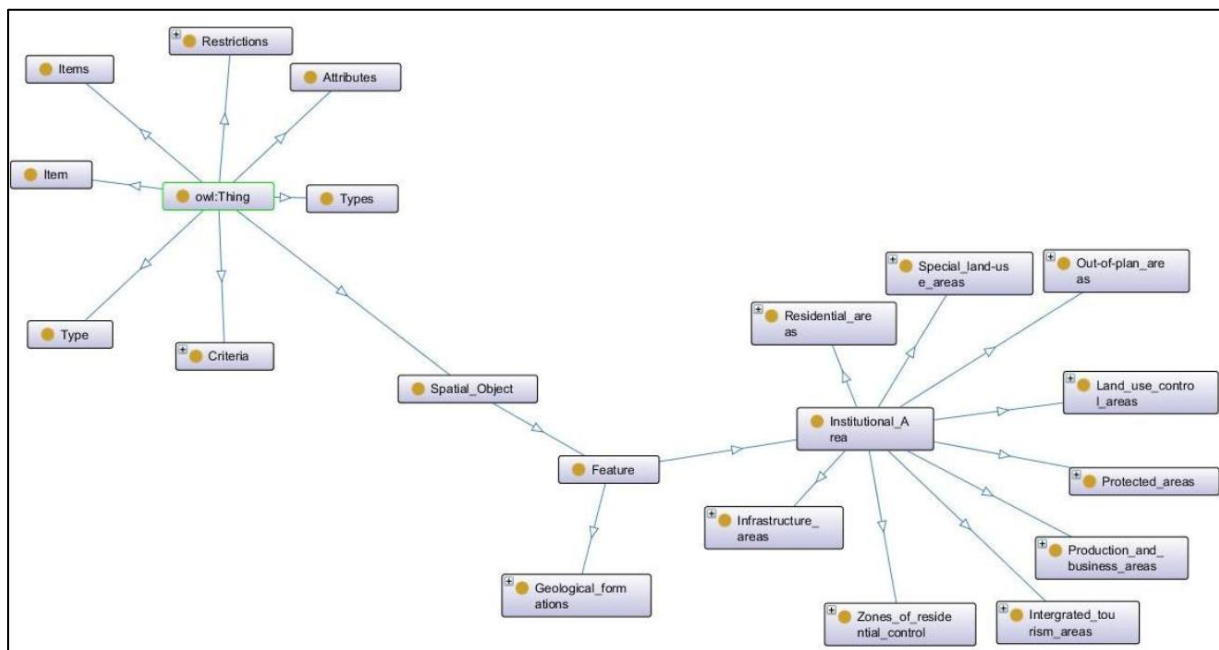 Restrictions
Items
Attributes
Item
owl:Thing
Types
Type
Criteria
Spatial_Object
Feature
Geological_form
ations
Special_land-us
e_areas
Out-of-plan_are
as
Residential_are
as
Land_use_contro
l_areas
Institutional_A
rea
Protected_areas
Infrastructure_
areas
Production_and_
business_areas
Zones_of_reside
ntial_control
Intergrated_tou
rism_areas